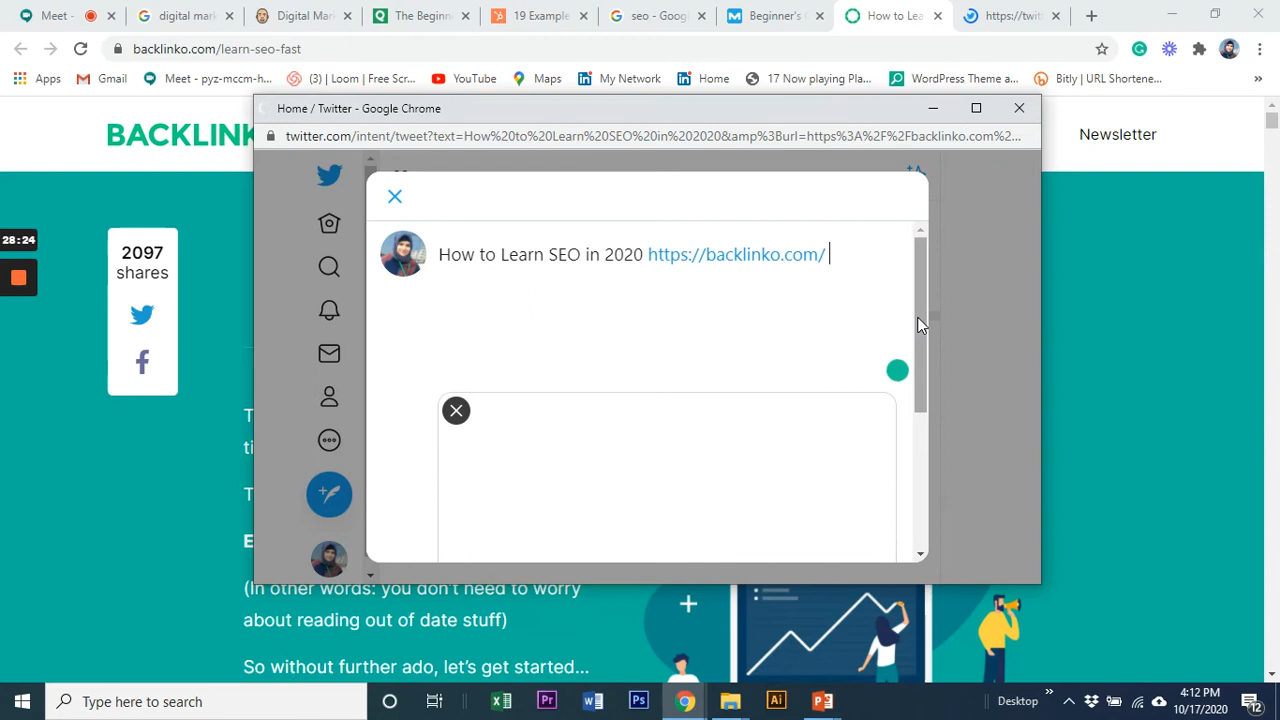 Meet -
digital mark
Digital Mar
The Beginn
19 Example
seo - Goog
Beginner's
How to Lea
https://twit
backlinko.com/learn-seo-fast
Apps
Gmail
Meet - pyz-mccm-h...
(3) | Loom | Free Scr...
YouTube
Maps
My Network
Home
17 Now playing Pla...
WordPress Theme a...
Bitly | URL Shortene...
»
Home / Twitter - Google Chrome
twitter.com/intent/tweet?text=How%20to%20Learn%20SEO%20in%202020&amp%3Burl=https%3A%2F%2Fbacklinko.com%2...
BACKLINK
Newsletter
28:24
2097
shares
How to Learn SEO in 2020 https://backlinko.com/
(In other words: you don't need to worry
about reading out of date stuff)
So without further ado, let's get started...
Type here to search
Desktop
»
4:12 PM
10/17/2020
12